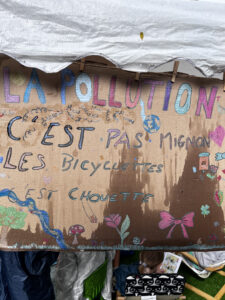 LA POLLUTION
C'EST PAS MIGNON
LES BICYCLETTES
EST CHOUETTE